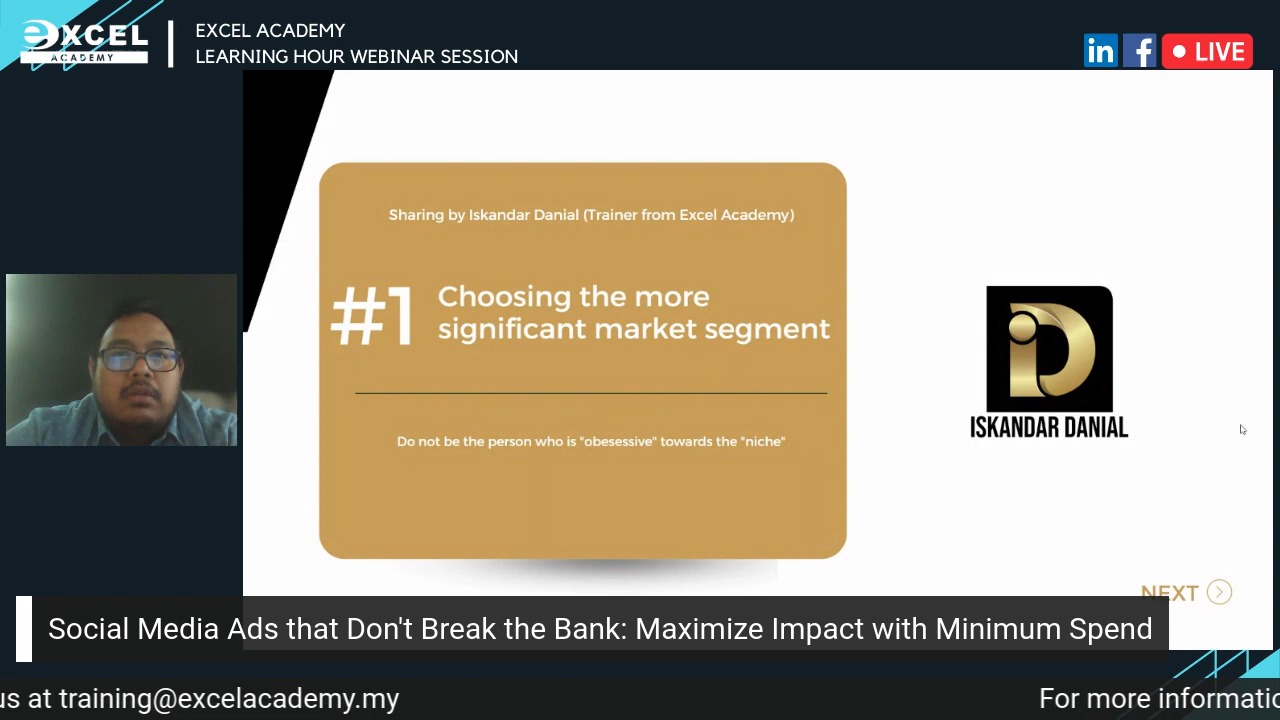 eXCEL
ACADEMY
EXCEL ACADEMY
LEARNING HOUR WEBINAR SESSION
in
f
LIVE
Sharing by Iskandar Danial (Trainer from Excel Academy)
#1
Choosing the more
significant market segment
Do not be the person who is "obesessive" towards the "niche"
iD
ISKANDAR DANIAL
NEXT
Social Media Ads that Don't Break the Bank: Maximize Impact with Minimum Spend
us at training@excelacademy.my
For more informatio